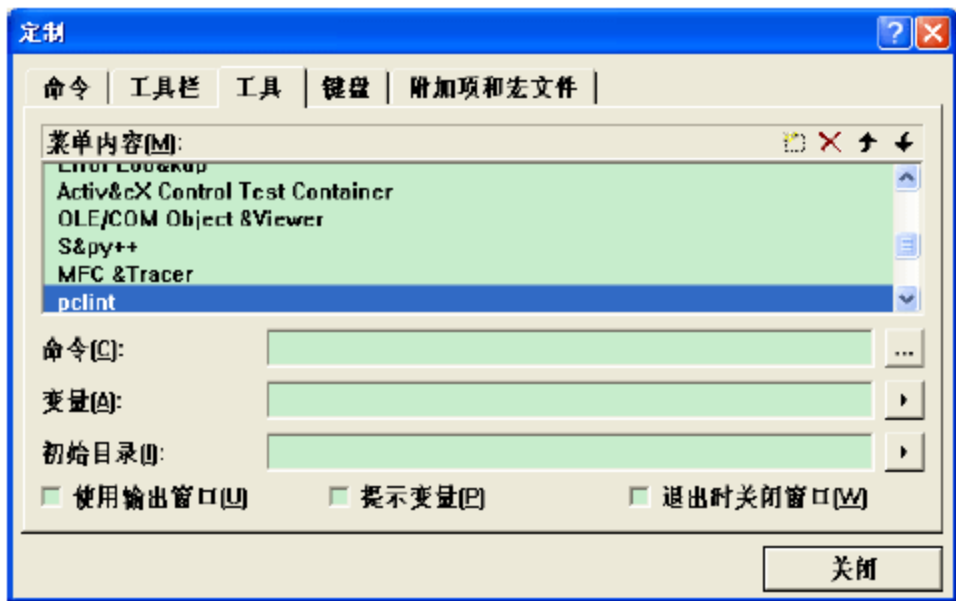 定制
命令 工具栏 工具 键盘 附加项和宏文件
菜单内容(M):
Error Loo&kup
Activ&eX Control Test Container
OLE/COM Object &Viewer
S&py++
MFC &Tracer
pclint
命令(C): ...
变量(A):
初始目录(I):
使用输出窗口(U) 提示变量(P) 退出时关闭窗口(W)
关闭